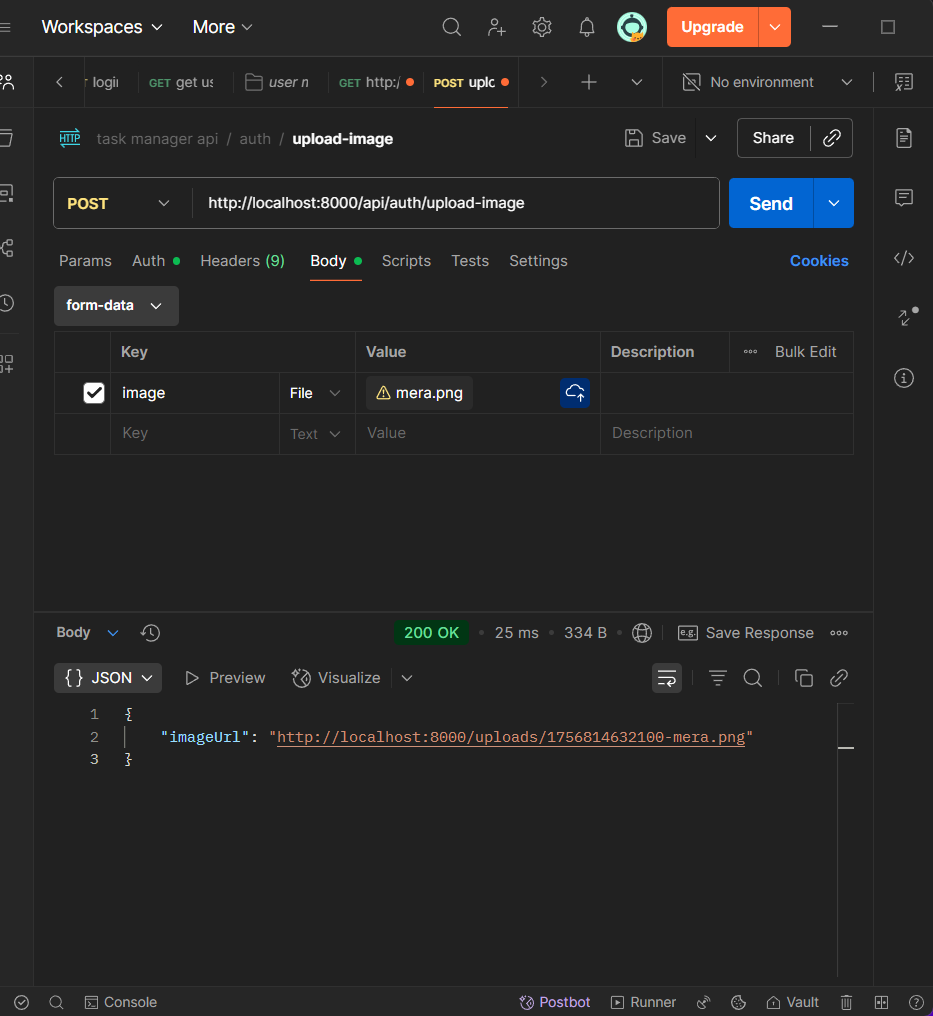 Workspaces More Upgrade
logi GET get us user n GET http:/ POST uplc No environment
HTTP task manager api / auth / upload-image Save Share
POST http://localhost:8000/api/auth/upload-image Send
Params Auth Headers (9) Body Scripts Tests Settings Cookies
form-data
Key Value Description Bulk Edit
image File mera.png
Key Text Value Description
Body 200 OK 25 ms 334 B e.g. Save Response
{} JSON Preview Visualize
1 {
2 "imageUrl": "http://localhost:8000/uploads/1756814632100-mera.png"
3 }
Console Postbot Runner Vault